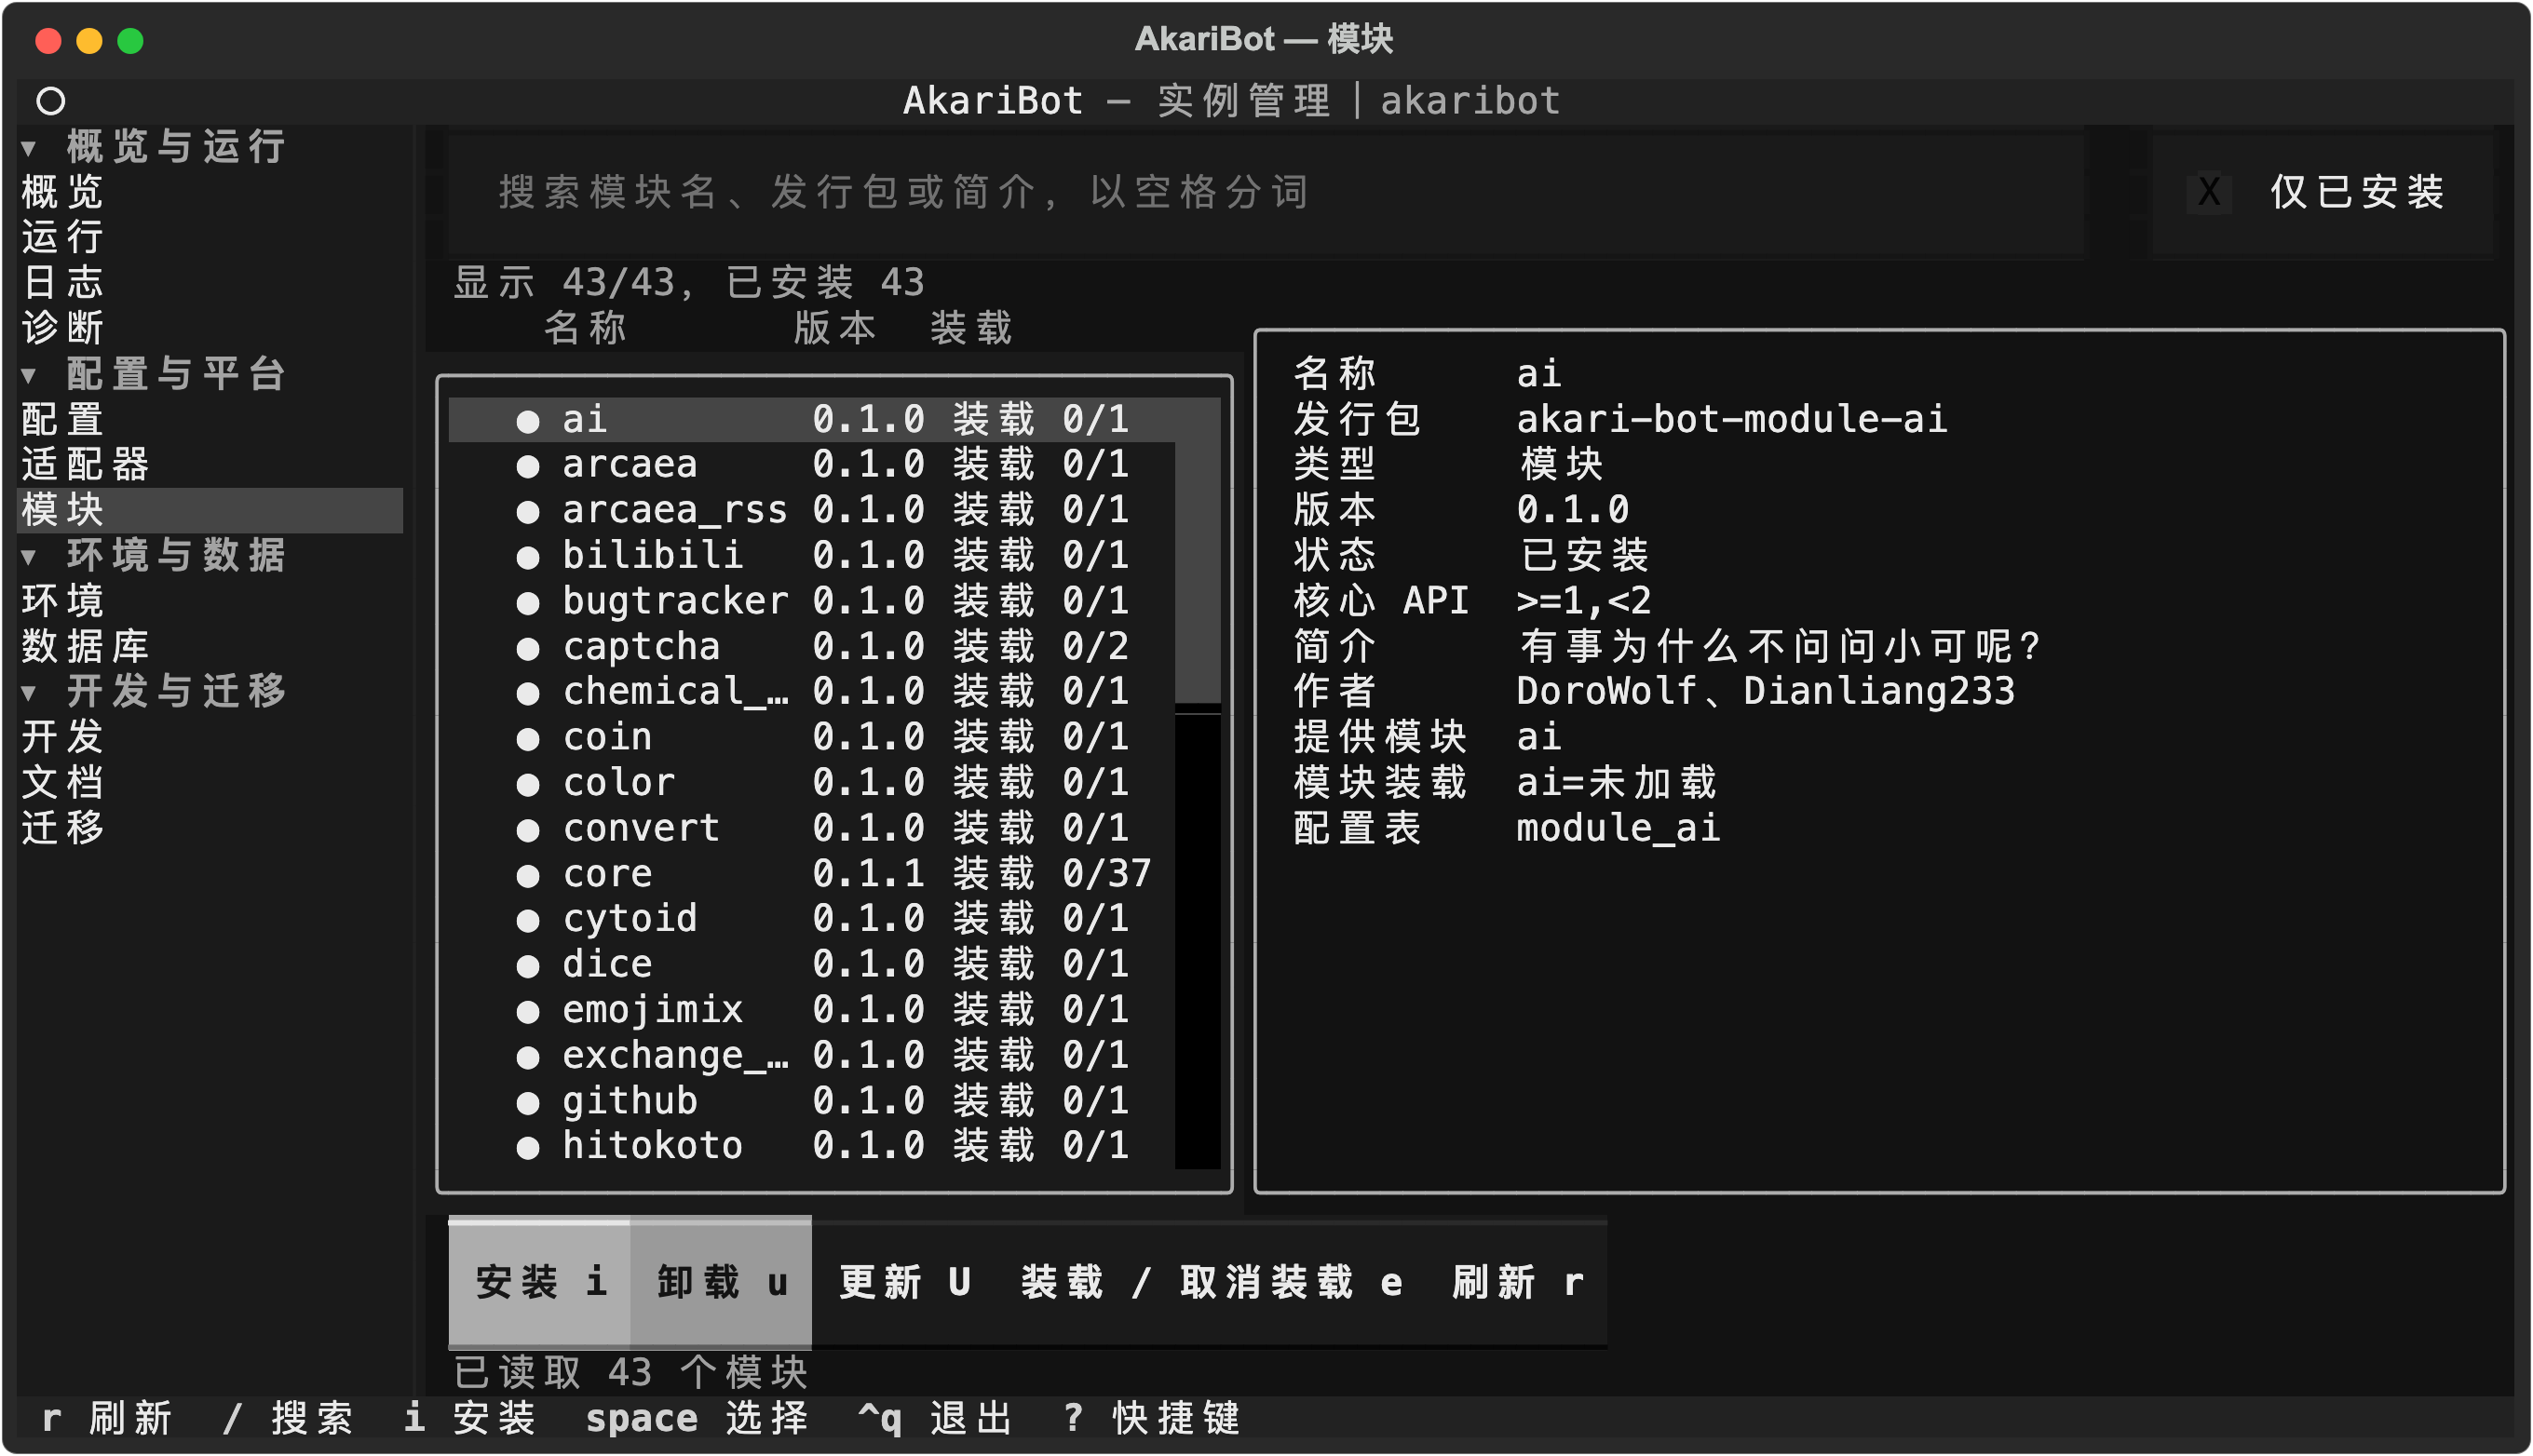 AkariBot — 模块
AkariBot — 实例管理 | akaribot
▼ 概览与运行
概览
运行
日志
诊断
▼ 配置与平台
配置
适配器
模块
▼ 环境与数据
环境
数据库
▼ 开发与迁移
开发
文档
迁移
搜索模块名、发行包或简介，以空格分词
X 仅已安装
显示 43/43，已安装 43
名称 版本 装载
● ai 0.1.0 装载 0/1
● arcaea 0.1.0 装载 0/1
● arcaea_rss 0.1.0 装载 0/1
● bilibili 0.1.0 装载 0/1
● bugtracker 0.1.0 装载 0/1
● captcha 0.1.0 装载 0/2
● chemical_… 0.1.0 装载 0/1
● coin 0.1.0 装载 0/1
● color 0.1.0 装载 0/1
● convert 0.1.0 装载 0/1
● core 0.1.1 装载 0/37
● cytoid 0.1.0 装载 0/1
● dice 0.1.0 装载 0/1
● emojimix 0.1.0 装载 0/1
● exchange_… 0.1.0 装载 0/1
● github 0.1.0 装载 0/1
● hitokoto 0.1.0 装载 0/1
名称 ai
发行包 akari-bot-module-ai
类型 模块
版本 0.1.0
状态 已安装
核心 API >=1,<2
简介 有事为什么不问问小可呢？
作者 DoroWolf、Dianliang233
提供模块 ai
模块装载 ai=未加载
配置表 module_ai
安装 i 卸载 u 更新 U 装载 / 取消装载 e 刷新 r
已读取 43 个模块
r 刷新 / 搜索 i 安装 space 选择 ^q 退出 ? 快捷键